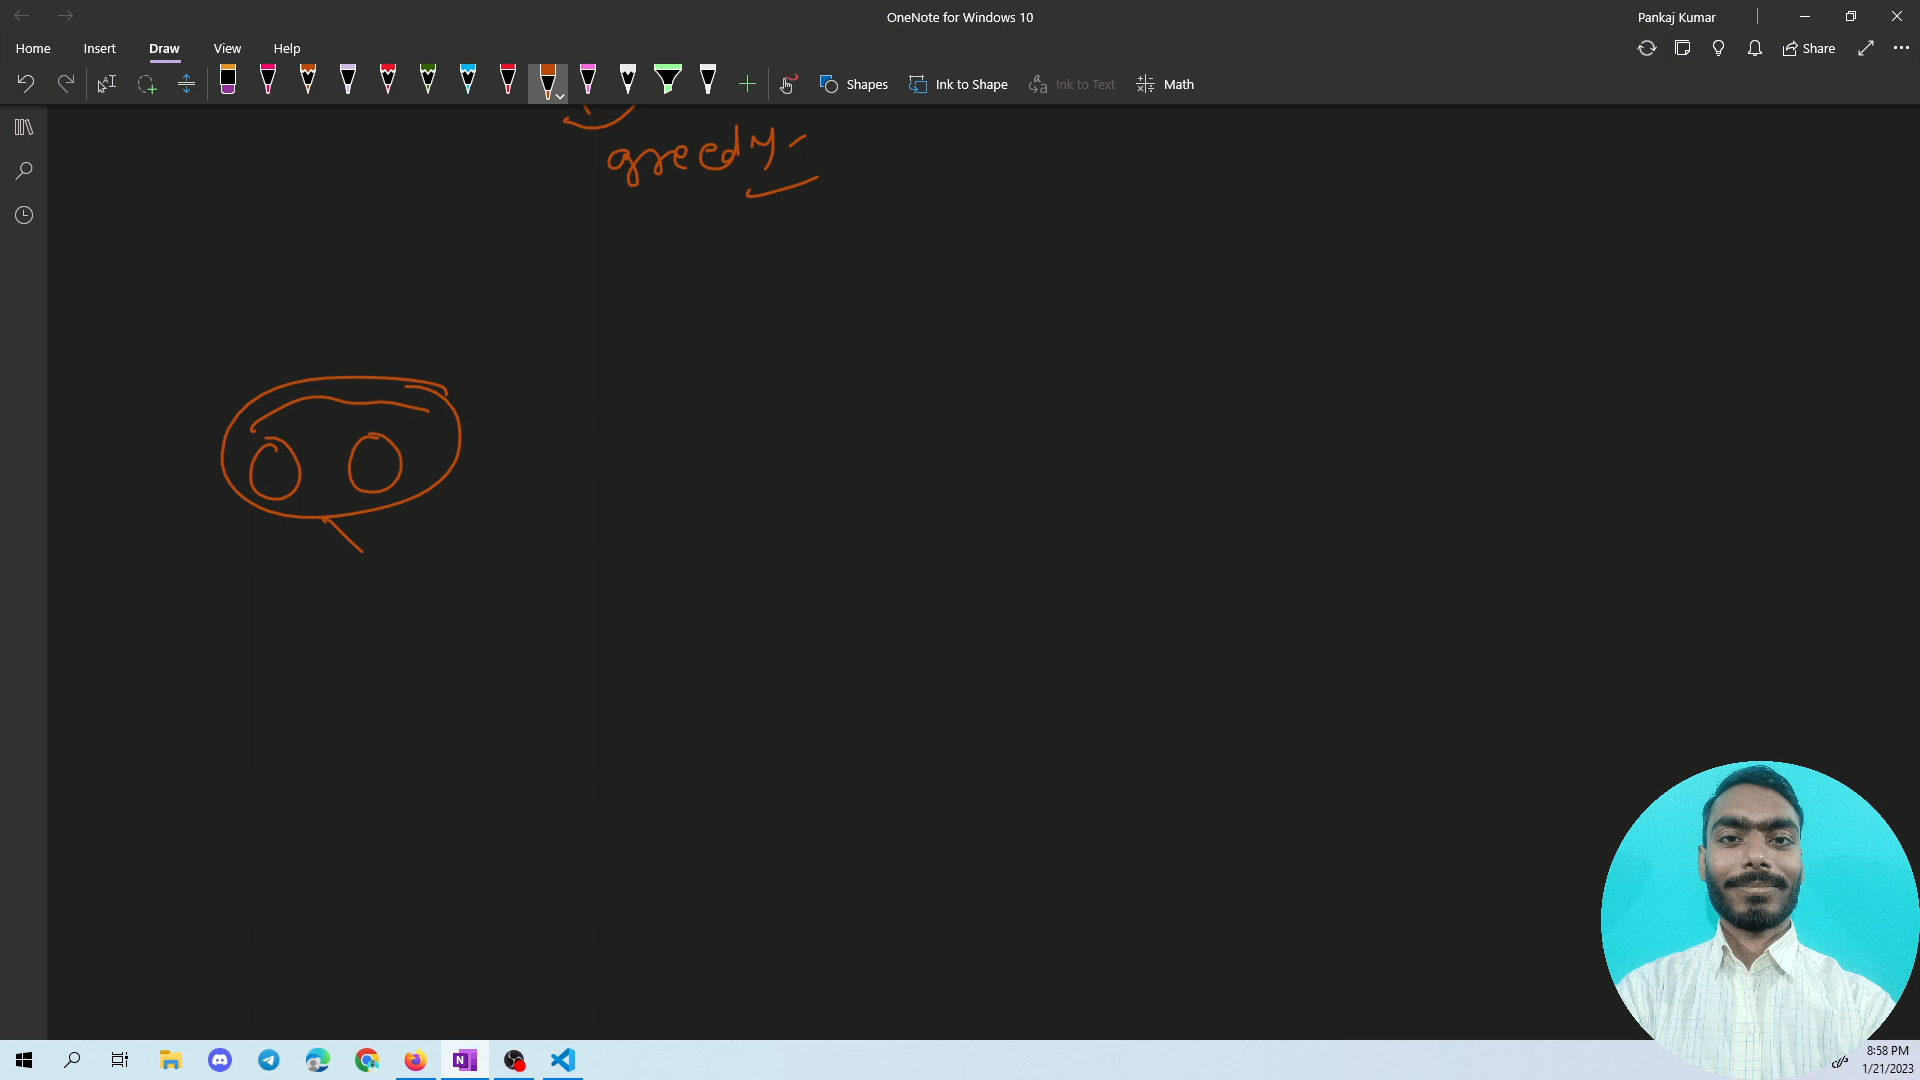 OneNote for Windows 10
Pankaj Kumar
Home Insert Draw View Help
Share
Shapes Ink to Shape Ink to Text Math
greedy-
8:58 PM
1/21/2023